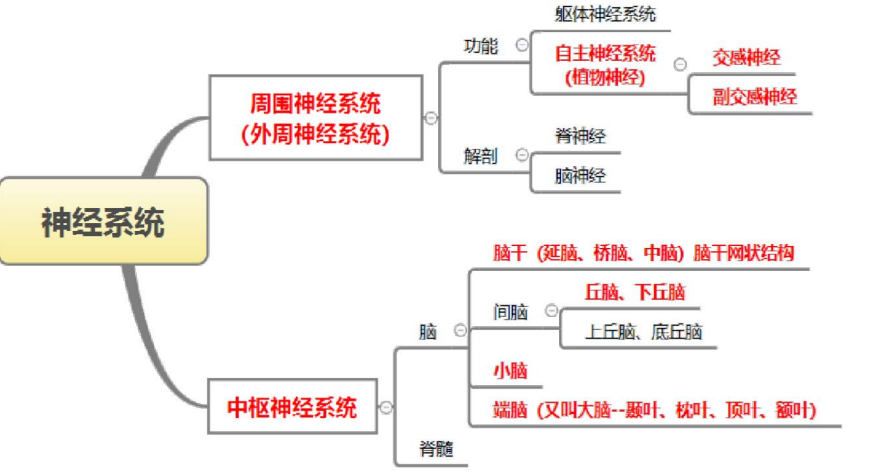 躯体神经系统
功能
自主神经系统
(植物神经)
交感神经
副交感神经
周围神经系统
(外周神经系统)
解剖
脊神经
脑神经
神经系统
脑干（延脑、桥脑、中脑）脑干网状结构
丘脑、下丘脑
间脑
上丘脑、底丘脑
脑
小脑
中枢神经系统
端脑（又叫大脑--颞叶、枕叶、顶叶、额叶）
脊髓